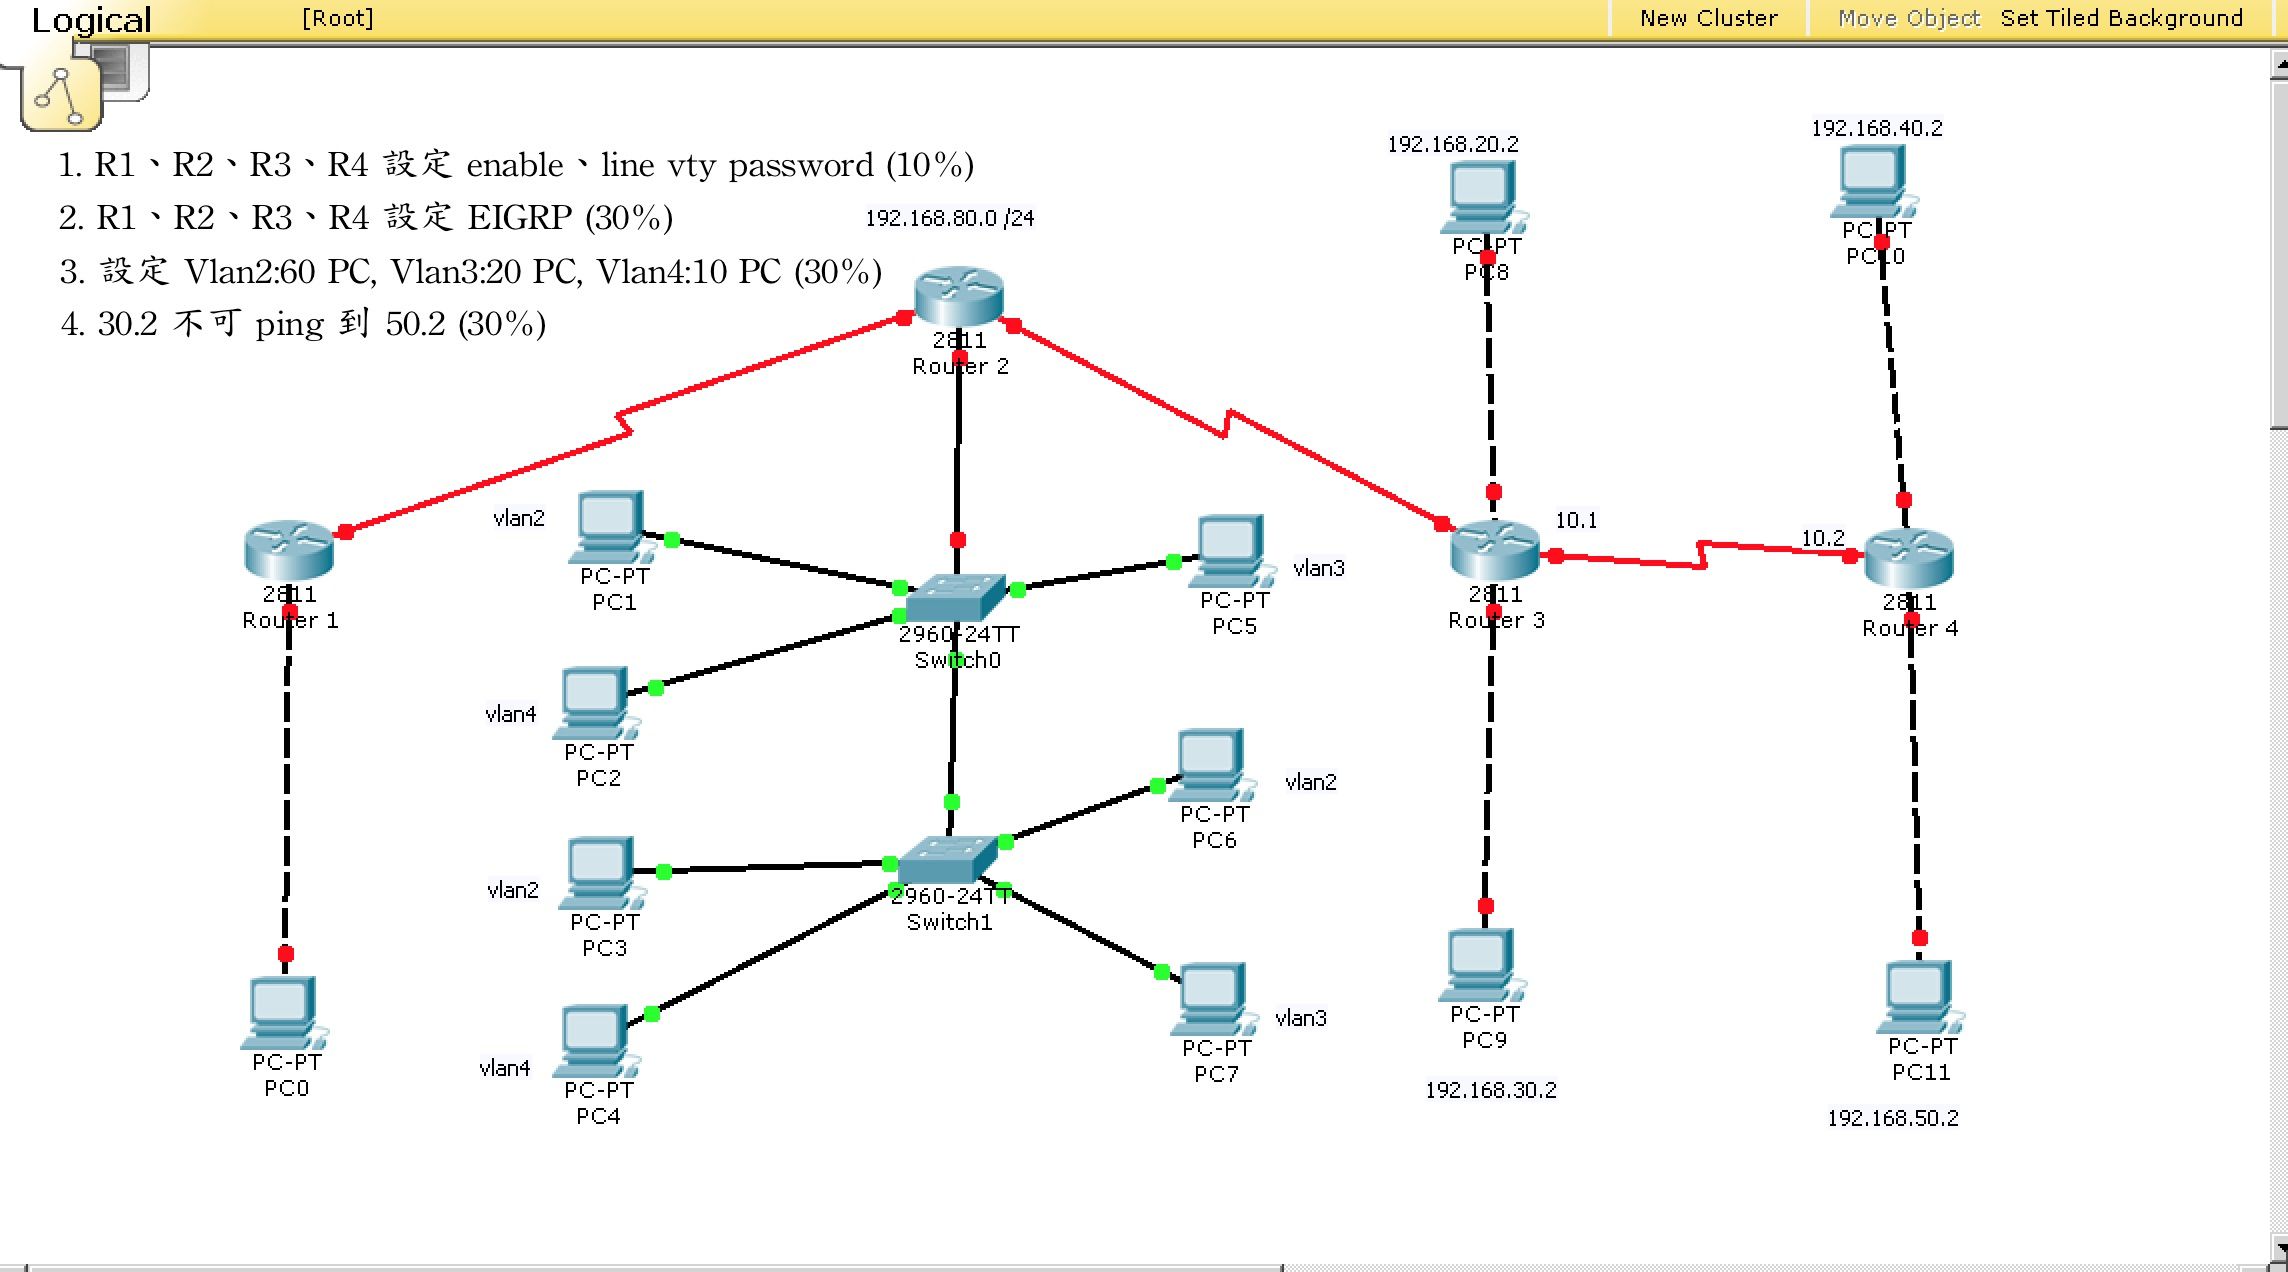 Logical
[Root]
New Cluster
Move Object
Set Tiled Background
1. R1、R2、R3、R4 設定 enable、line vty password (10%)
2. R1、R2、R3、R4 設定 EIGRP (30%)
3. 設定 Vlan2:60 PC, Vlan3:20 PC, Vlan4:10 PC (30%)
4. 30.2 不可 ping 到 50.2 (30%)
192.168.80.0 /24
2811
Router 2
192.168.20.2
PC-PT
PC8
192.168.40.2
PC-PT
PC10
2811
Router 1
vlan2
PC-PT
PC1
PC-PT
PC5
vlan3
2960-24TT
Switch0
10.1
2811
Router 3
10.2
2811
Router 4
vlan4
PC-PT
PC2
PC-PT
PC6
vlan2
vlan2
PC-PT
PC3
2960-24TT
Switch1
vlan4
PC-PT
PC4
PC-PT
PC7
vlan3
PC-PT
PC0
PC-PT
PC9
192.168.30.2
PC-PT
PC11
192.168.50.2